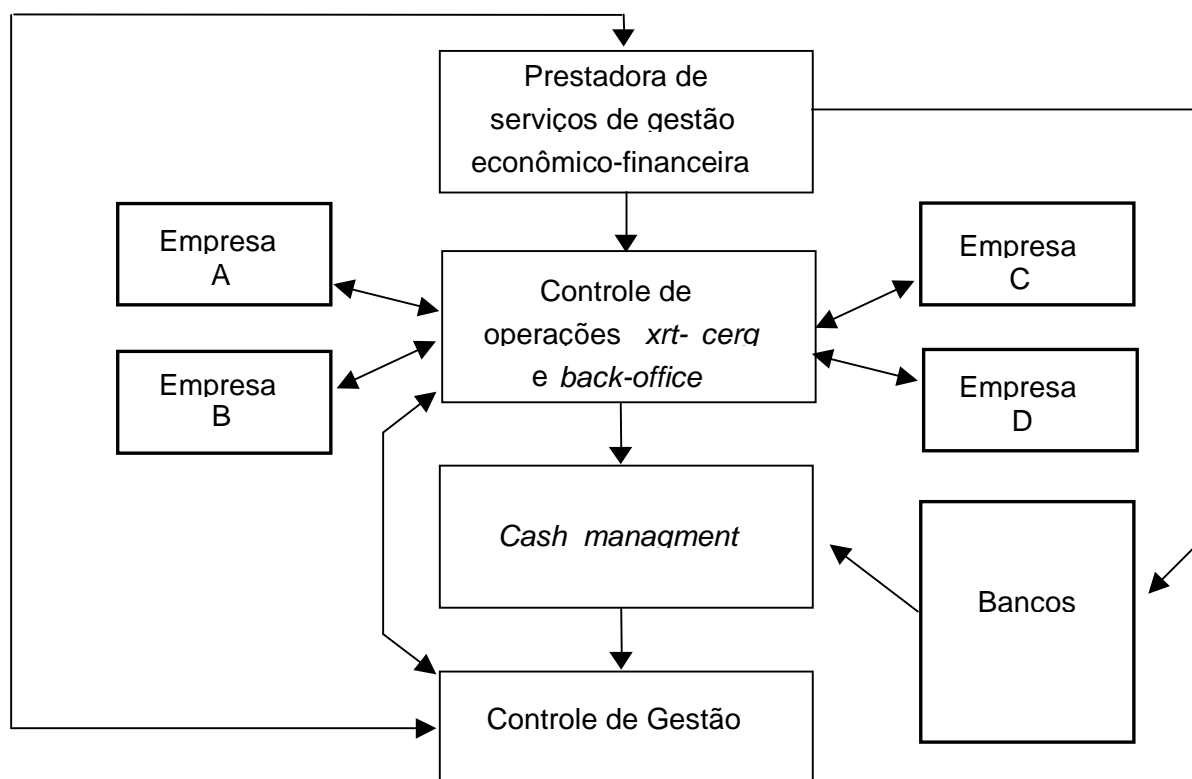 Prestadora de
serviços de gestão
econômico-financeira
Empresa
A
Empresa
B
Controle de
operações xrt- cerg
e back-office
Empresa
C
Empresa
D
Cash managment
Bancos
Controle de Gestão